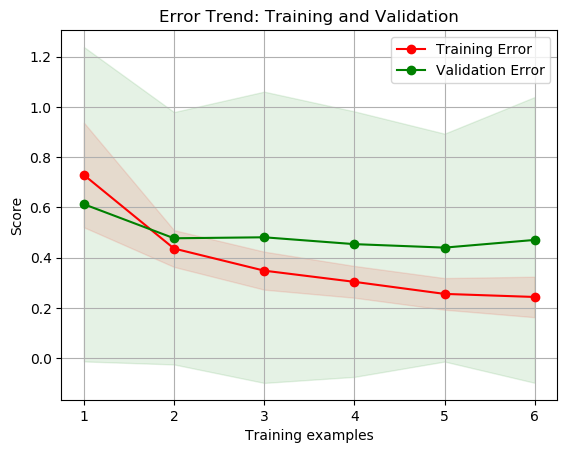 Error Trend: Training and Validation
Training Error
Validation Error
Score
1.2
1.0
0.8
0.6
0.4
0.2
0.0
1 2 3 4 5 6
Training examples